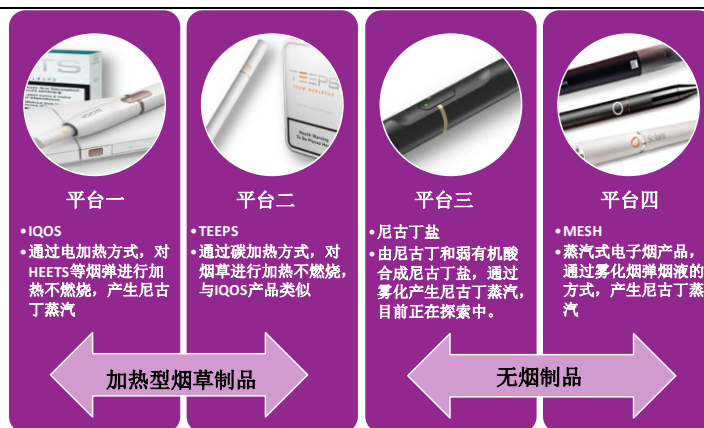 平台一
•IQOS
•通过电加热方式，对
HEETS等烟弹进行加
热不燃烧，产生尼古
丁蒸汽
TEEPS
平台二
•TEEPS
•通过碳加热方式，对
烟草进行加热不燃烧，
与IQOS产品类似
平台三
•尼古丁盐
•由尼古丁和弱有机酸
合成尼古丁盐，通过
雾化产生尼古丁蒸汽，
目前正在探索中。
平台四
•MESH
•蒸汽式电子烟产品，
通过雾化烟弹烟液的
方式，产生尼古丁蒸
汽
加热型烟草制品
无烟制品